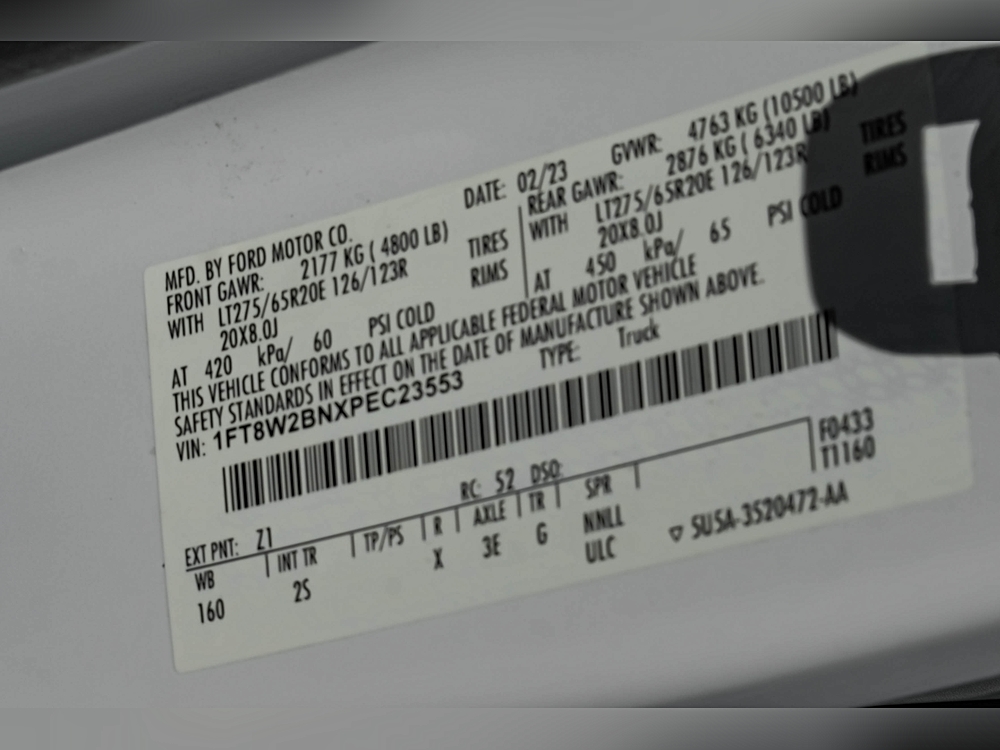 MFD. BY FORD MOTOR CO.
DATE: 02/23
GVWR: 4763 KG (10500 LB)
FRONT GAWR: 2177 KG ( 4800 LB)
REAR GAWR: 2876 KG ( 6340 LB)
WITH LT275/65R20E 126/123R TIRES
WITH LT275/65R20E 126/123R TIRES
20X8.0J RIMS
20X8.0J RIMS
AT 420 kPa/ 60 PSI COLD
AT 450 kPa/ 65 PSI COLD
THIS VEHICLE CONFORMS TO ALL APPLICABLE FEDERAL MOTOR VEHICLE
SAFETY STANDARDS IN EFFECT ON THE DATE OF MANUFACTURE SHOWN ABOVE.
VIN: 1FT8W2BNXPEC23553
TYPE: Truck
F0433
T1160
EXT PNT: Z1
RC: 52 DSO:
WB INT TR TP/PS R AXLE TR SPR
160 2S X 3E G NNLL
ULC
SU5A-3520472-AA